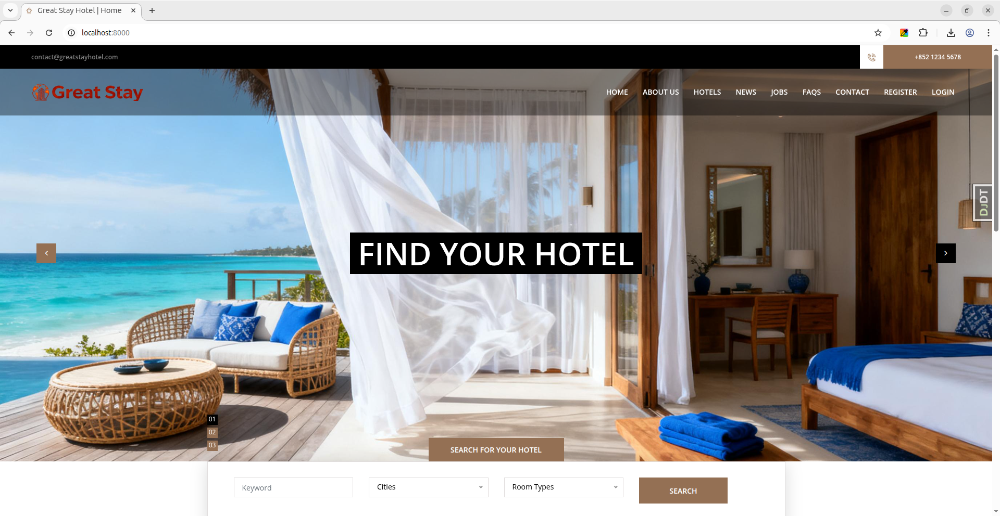 Great Stay Hotel | Home
localhost:8000
contact@greatstayhotel.com
+852 1234 5678
Great Stay
HOME ABOUT US HOTELS NEWS JOBS FAQS CONTACT REGISTER LOGIN
DJDT
FIND YOUR HOTEL
01
02
03
SEARCH FOR YOUR HOTEL
Keyword Cities Room Types SEARCH